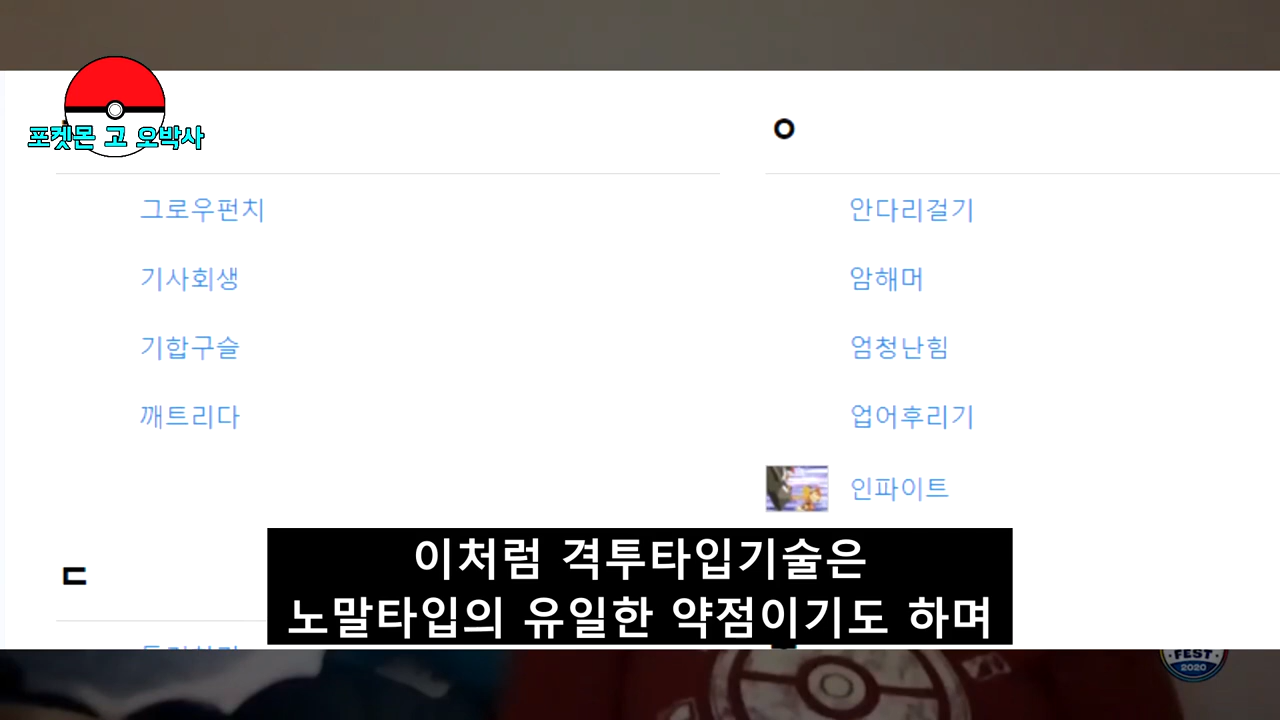 포켓몬 고 오박사
그로우펀치
기사회생
기합구슬
깨트리다
ㄷ
ㅇ
안다리걸기
암해머
엄청난힘
업어후리기
인파이트
이처럼 격투타입기술은
노말타입의 유일한 약점이기도 하며
FEST
2020